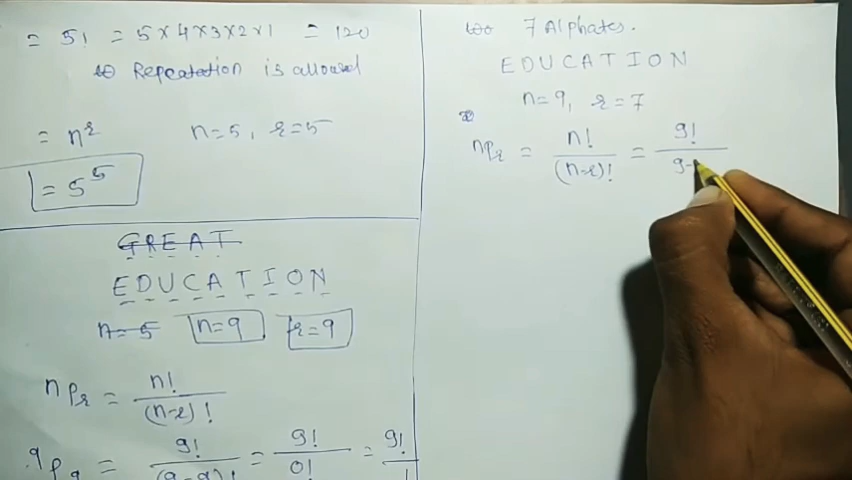 = 5! = 5×4×3×2×1 = 120
Repeatation is allowed
= n^r n=5, r=5
= 5^5
GREAT
EDUCATION
n=5 n=9 r=9
nPr = n!/(n-r)!
9P9 = 9!/(9-9)! = 9!/0! = 9!/1
7 Alphates.
EDUCATION
n=9, r=7
nPr = n!/(n-r)! = 9!/9-